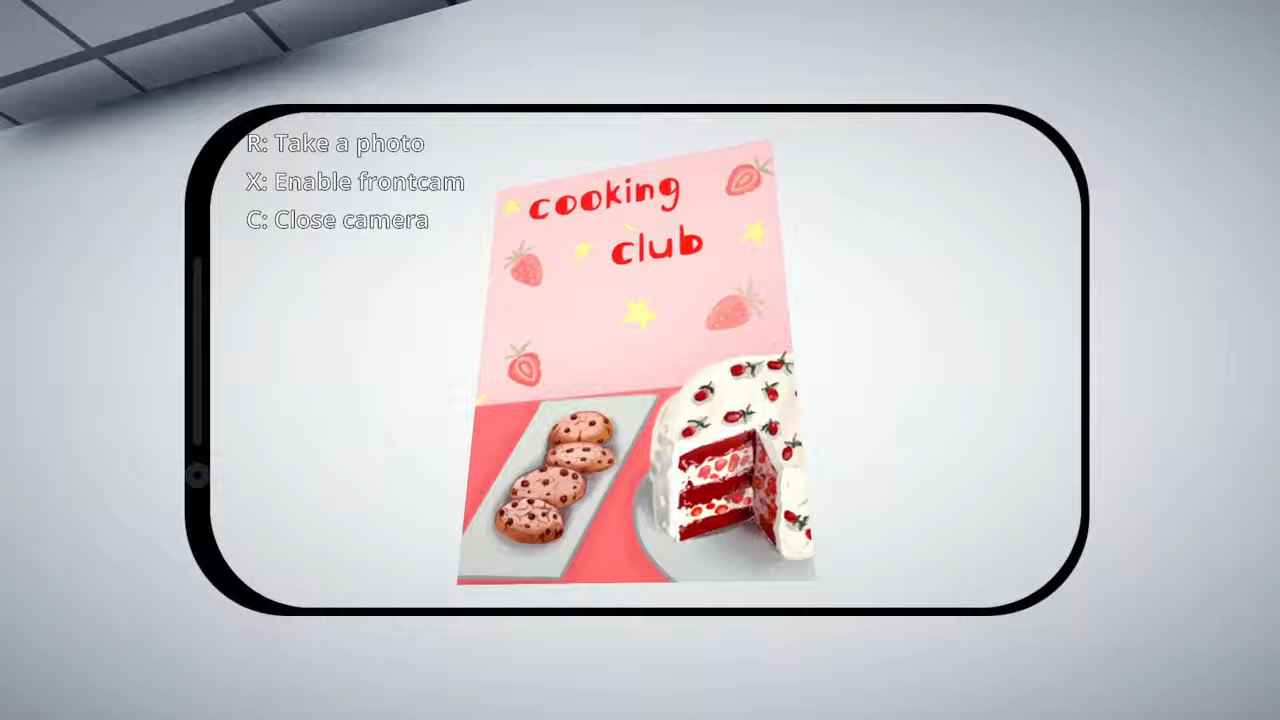 R: Take a photo
X: Enable frontcam
C: Close camera
cooking
club